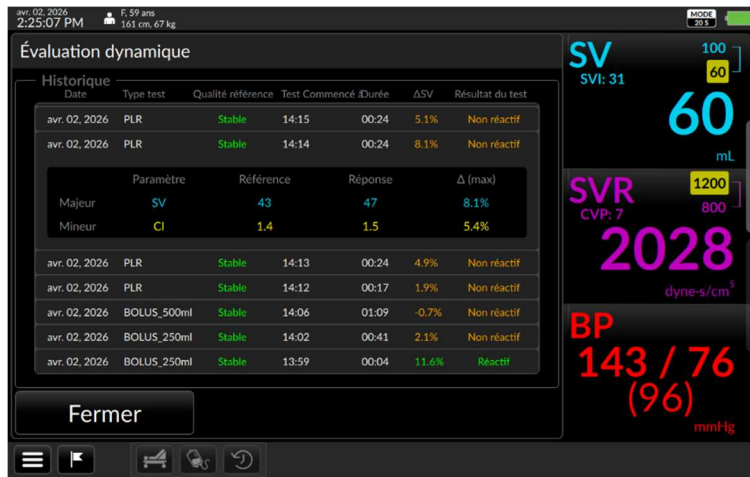 avr. 02, 2026
2:25:07 PM
F, 59 ans
161 cm, 67 kg
MODE
20 S
Évaluation dynamique
Historique
Date Type test Qualité référence Test Commencé à Durée ΔSV Résultat du test
avr. 02, 2026 PLR Stable 14:15 00:24 5.1% Non réactif
avr. 02, 2026 PLR Stable 14:14 00:24 8.1% Non réactif
Paramètre Référence Réponse Δ (max)
Majeur SV 43 47 8.1%
Mineur CI 1.4 1.5 5.4%
avr. 02, 2026 PLR Stable 14:13 00:24 4.9% Non réactif
avr. 02, 2026 PLR Stable 14:12 00:17 1.9% Non réactif
avr. 02, 2026 BOLUS_500ml Stable 14:06 01:09 -0.7% Non réactif
avr. 02, 2026 BOLUS_250ml Stable 14:02 00:41 2.1% Non réactif
avr. 02, 2026 BOLUS_250ml Stable 13:59 00:04 11.6% Réactif
Fermer
SV 100
SVI: 31 60
60
mL
SVR 1200
CVP: 7 800
2028
dyne-s/cm⁵
BP
143 / 76
(96)
mmHg